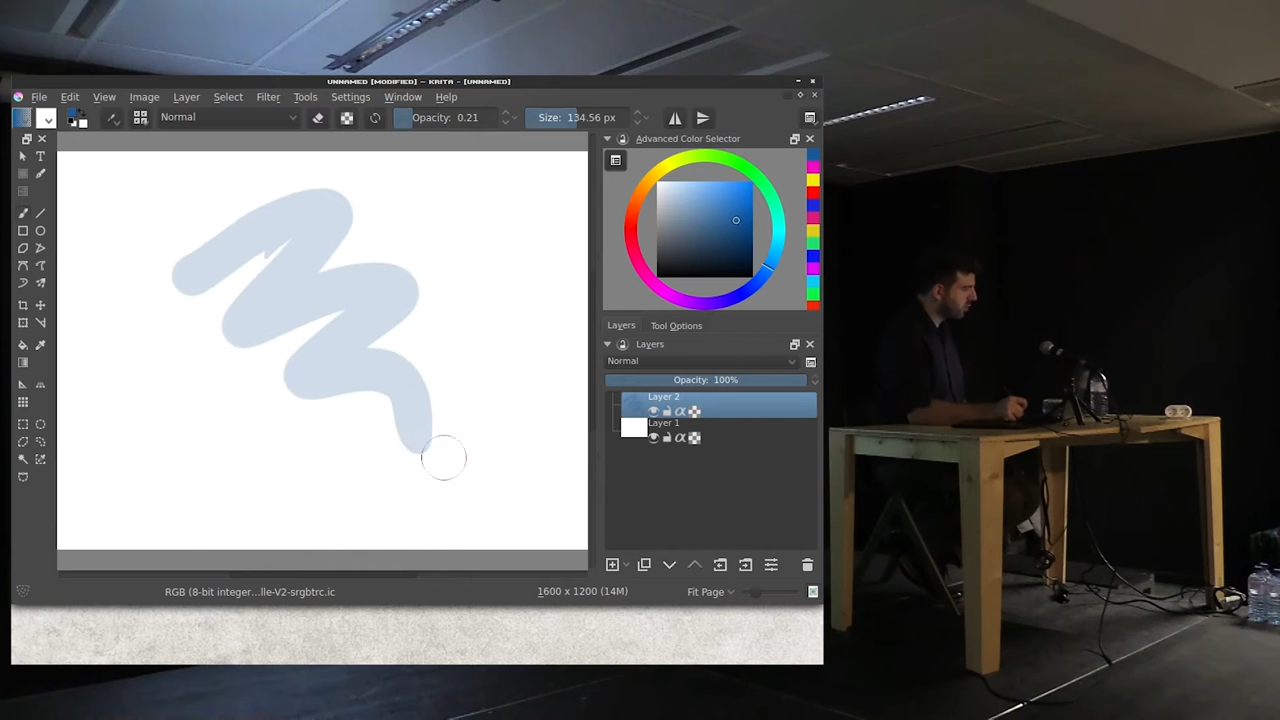 UNNAMED [MODIFIED] — KRITA - [UNNAMED]
File Edit View Image Layer Select Filter Tools Settings Window Help
Normal Opacity: 0.21 Size: 134.56 px
Advanced Color Selector
Layers Tool Options
Layers
Normal
Opacity: 100%
Layer 2
Layer 1
RGB (8-bit integer...lle-V2-srgbtrc.ic 1600 x 1200 (14M) Fit Page